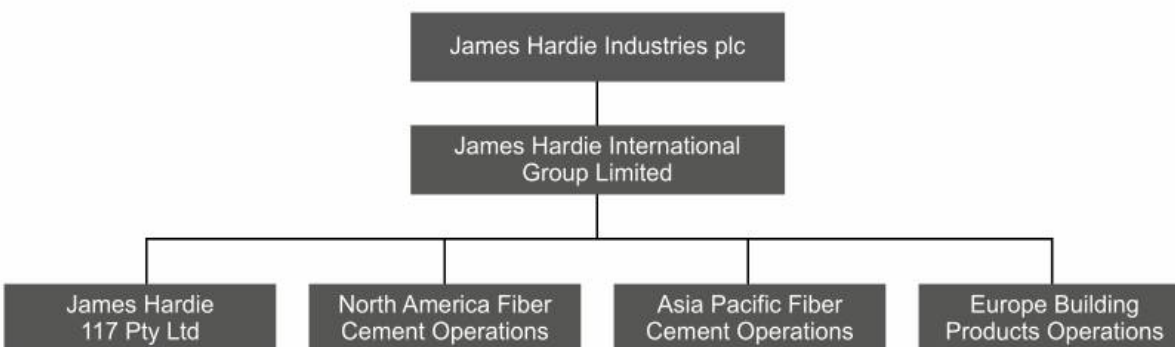 James Hardie Industries plc
James Hardie International
Group Limited
James Hardie
117 Pty Ltd
North America Fiber
Cement Operations
Asia Pacific Fiber
Cement Operations
Europe Building
Products Operations